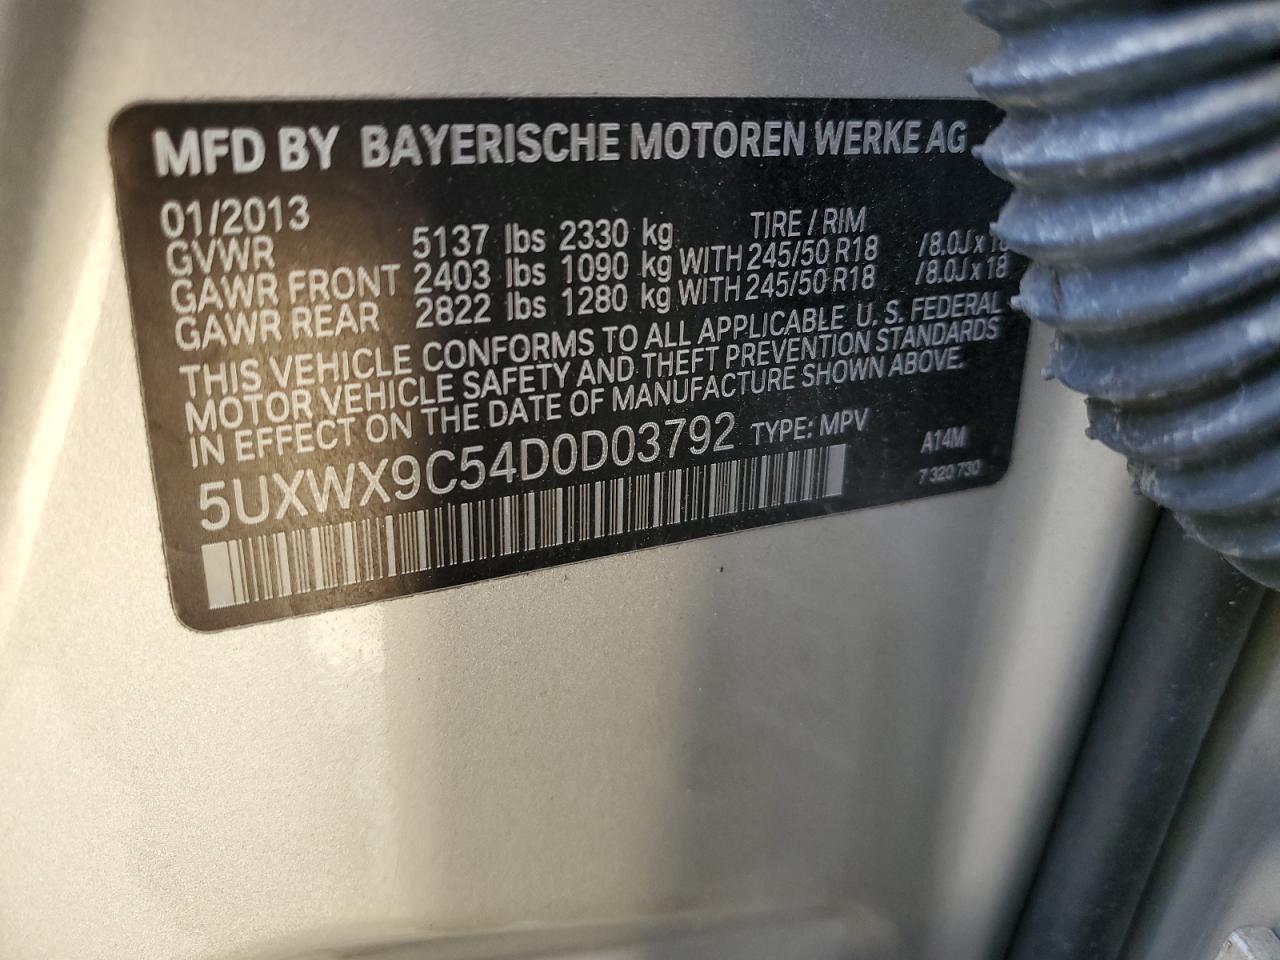 MFD BY BAYERISCHE MOTOREN WERKE AG
01/2013
TIRE / RIM
GVWR 5137 lbs 2330 kg
GAWR FRONT 2403 lbs 1090 kg WITH 245/50 R18 /8.0J x 18
GAWR REAR 2822 lbs 1280 kg WITH 245/50 R18 /8.0J x 18
THIS VEHICLE CONFORMS TO ALL APPLICABLE U. S. FEDERAL
MOTOR VEHICLE SAFETY AND THEFT PREVENTION STANDARDS
IN EFFECT ON THE DATE OF MANUFACTURE SHOWN ABOVE.
5UXWX9C54D0D03792 TYPE: MPV
A14M
7 320 730